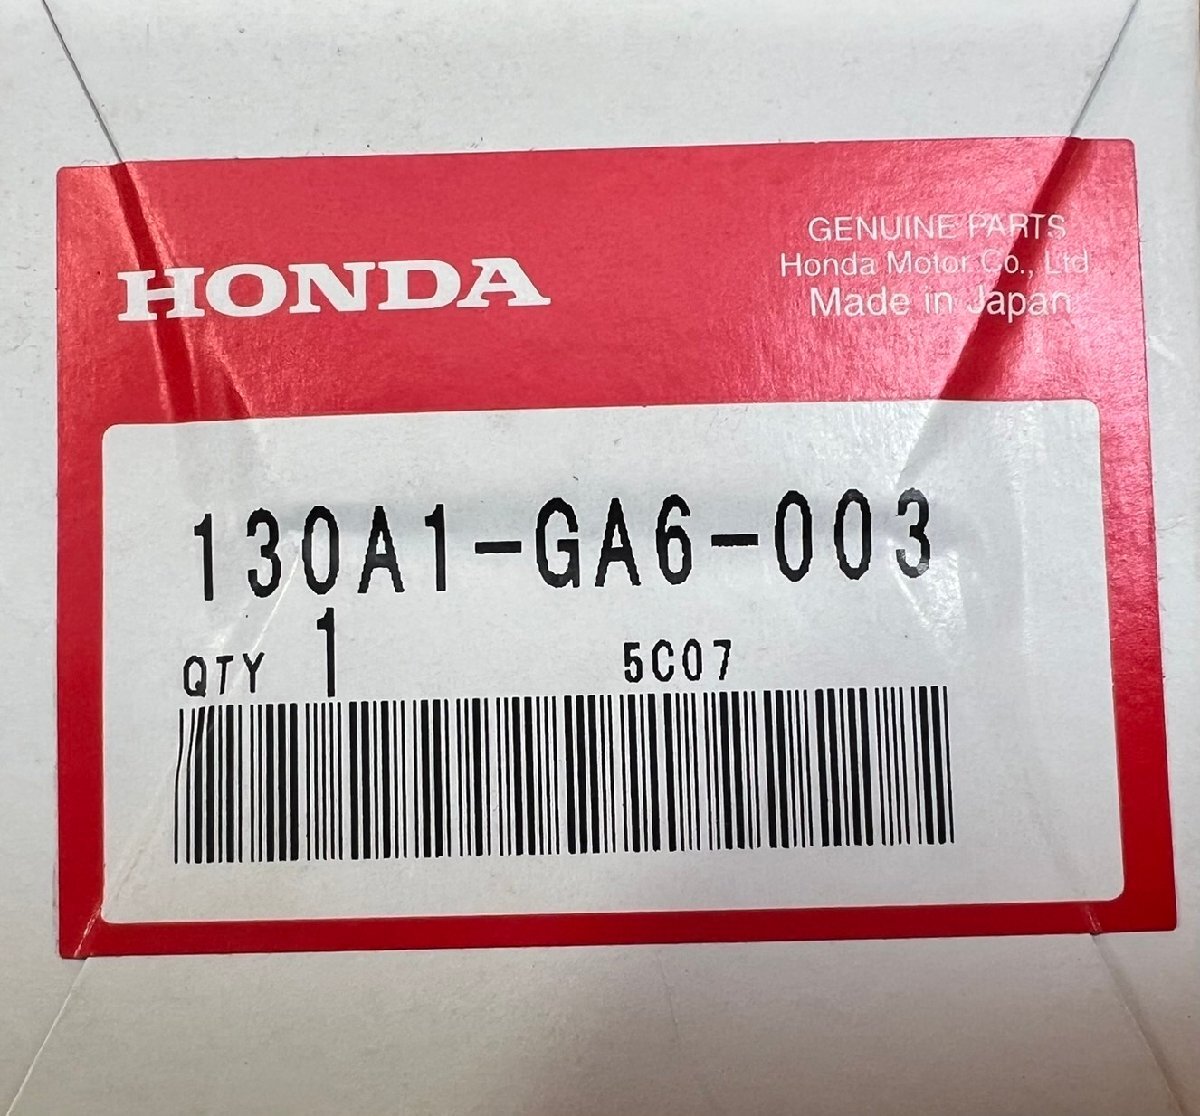 HONDA
GENUINE PARTS
Honda Motor Co., Ltd
Made in Japan
130A1-GA6-003
QTY 1 5C07